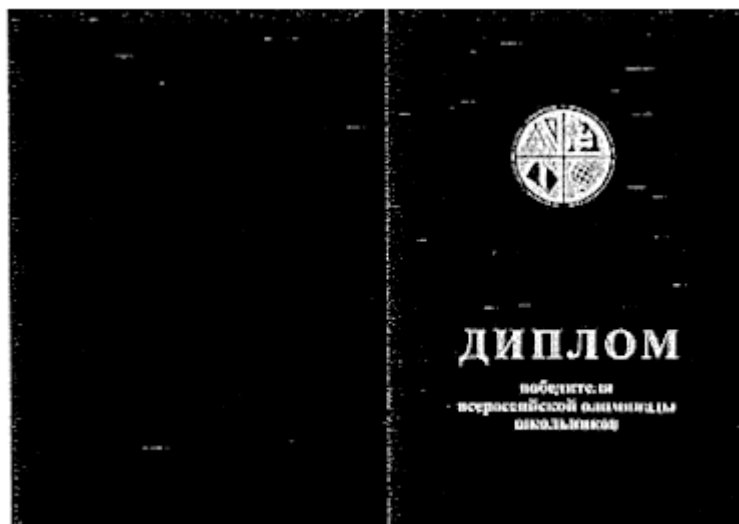 ДИПЛОМ
победителя
всероссийской олимпиады
школьников